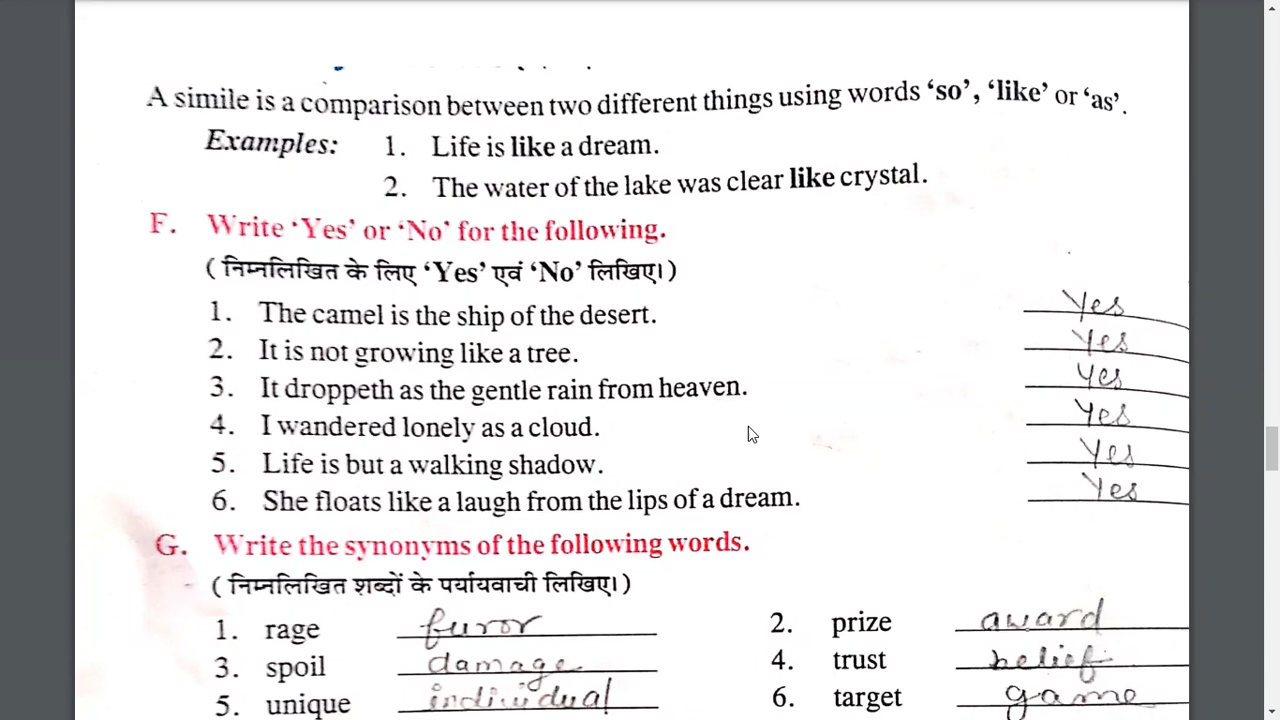 A simile is a comparison between two different things using words ‘so’, ‘like’ or ‘as’.
Examples: 1. Life is like a dream.
2. The water of the lake was clear like crystal.
F. Write ‘Yes’ or ‘No’ for the following.
( निम्नलिखित के लिए ‘Yes’ एवं ‘No’ लिखिए। )
1. The camel is the ship of the desert. Yes
2. It is not growing like a tree. Yes
3. It droppeth as the gentle rain from heaven. Yes
4. I wandered lonely as a cloud. Yes
5. Life is but a walking shadow. Yes
6. She floats like a laugh from the lips of a dream. Yes
G. Write the synonyms of the following words.
( निम्नलिखित शब्दों के पर्यायवाची लिखिए। )
1. rage furor 2. prize award
3. spoil damage 4. trust belief
5. unique individual 6. target game